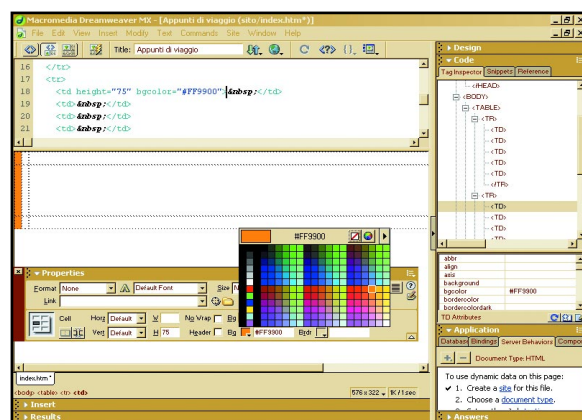 Macromedia Dreamweaver MX - [Appunti di viaggio (sito/index.htm*)]
File Edit View Insert Modify Text Commands Site Window Help
Title: Appunti di viaggio
16 </tr>
17 <tr>
18 <td height="75" bgcolor="#FF9900">&nbsp;</td>
19 <td>&nbsp;</td>
20 <td>&nbsp;</td>
21 <td>&nbsp;</td>
#FF9900
Properties
Format None Default Font Size
Link
Cell Horz Default W No Wrap Bg
Vert Default H 75 Header Bg #FF9900 Brdr
index.htm*
<body> <table> <tr> <td> 576 x 322 1K / 1 sec
Insert
Results
Design
Code
Tag Inspector Snippets Reference
</HEAD>
<BODY>
<TABLE>
<TR>
<TD>
<TD>
<TD>
<TD>
</TR>
<TR>
<TD>
<TD>
<TD>
<TD>
abbr
align
axis
background
bgcolor #FF9900
bordercolor
bordercolordark
TD Attributes
Application
Databases Bindings Server Behaviors Compo
Document Type: HTML
To use dynamic data on this page:
✔ 1. Create a site for this file.
2. Choose a document type.
Answers